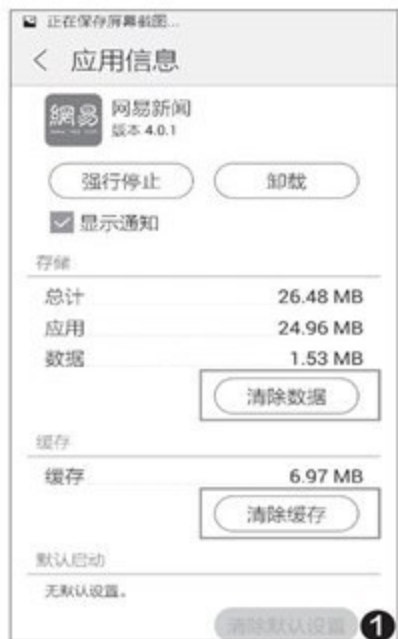 正在保存屏幕截图...
< 应用信息
網易
网易新闻
版本 4.0.1
强行停止 卸载
显示通知
存储
总计 26.48 MB
应用 24.96 MB
数据 1.53 MB
清除数据
缓存
缓存 6.97 MB
清除缓存
默认启动
无默认设置。
清除默认设置 1